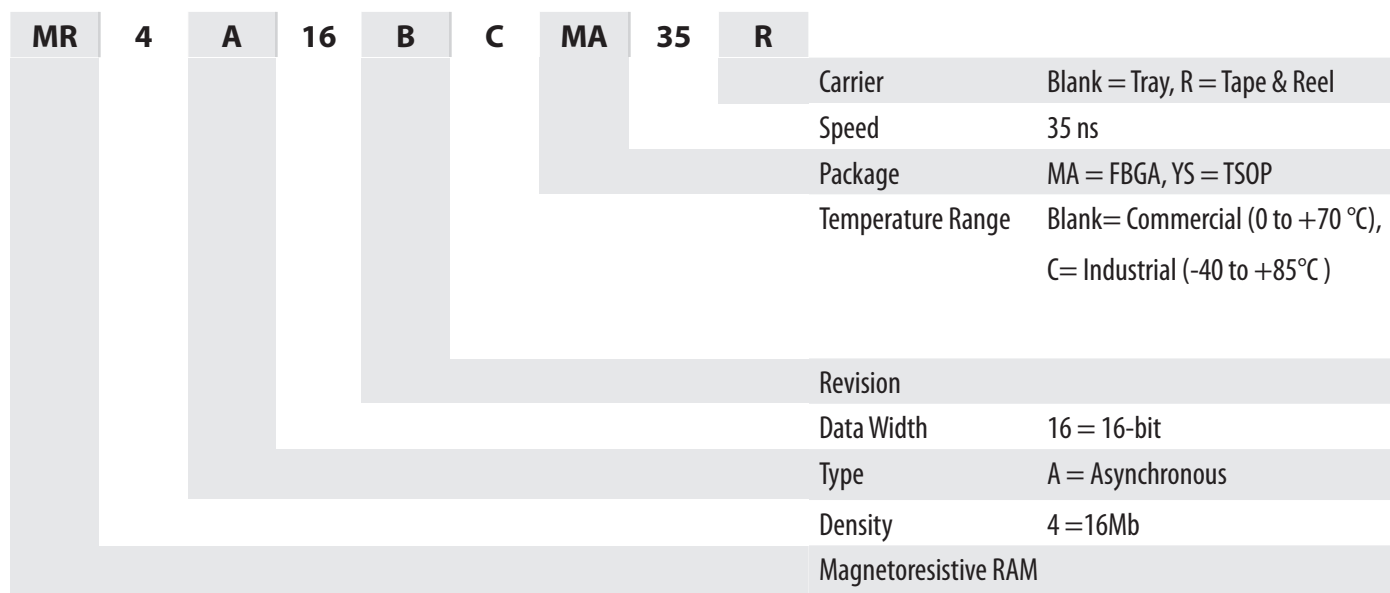 MR 4 A 16 B C MA 35 R
Carrier Blank = Tray, R = Tape & Reel
Speed 35 ns
Package MA = FBGA, YS = TSOP
Temperature Range Blank= Commercial (0 to +70 °C),
C= Industrial (-40 to +85°C )
Revision
Data Width 16 = 16-bit
Type A = Asynchronous
Density 4 =16Mb
Magnetoresistive RAM